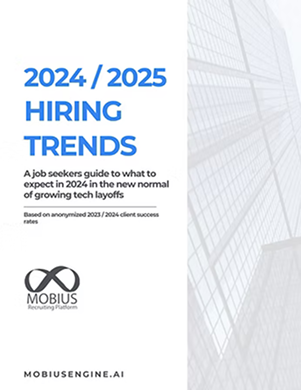 2024 / 2025
HIRING
TRENDS
A job seekers guide to what to
expect in 2024 in the new normal
of growing tech layoffs
Based on anonymized 2023 / 2024 client success
rates
MOBIUS
Recruiting Platform
MOBIUSENGINE.AI